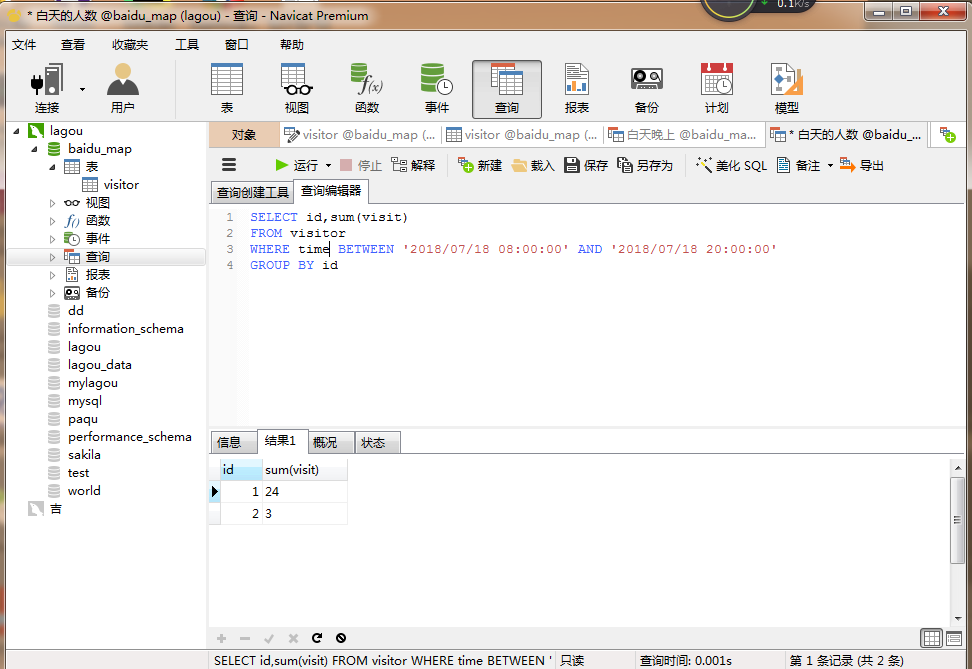 * 白天的人数 @baidu_map (lagou) - 查询 - Navicat Premium
0.1K/s
文件 查看 收藏夹 工具 窗口 帮助
连接 用户 表 视图 函数 事件 查询 报表 备份 计划 模型
lagou
baidu_map
表
visitor
视图
函数
事件
查询
报表
备份
dd
information_schema
lagou
lagou_data
mylagou
mysql
paqu
performance_schema
sakila
test
world
吉
对象 visitor @baidu_map (... visitor @baidu_map (... 白天晚上 @baidu_ma... * 白天的人数 @baidu_...
运行 停止 解释 新建 载入 保存 另存为 美化 SQL 备注 导出
查询创建工具 查询编辑器
1 SELECT id,sum(visit)
2 FROM visitor
3 WHERE time BETWEEN '2018/07/18 08:00:00' AND '2018/07/18 20:00:00'
4 GROUP BY id
信息 结果1 概况 状态
id sum(visit)
1 24
2 3
SELECT id,sum(visit) FROM visitor WHERE time BETWEEN ' 只读 查询时间: 0.001s 第 1 条记录 (共 2 条)